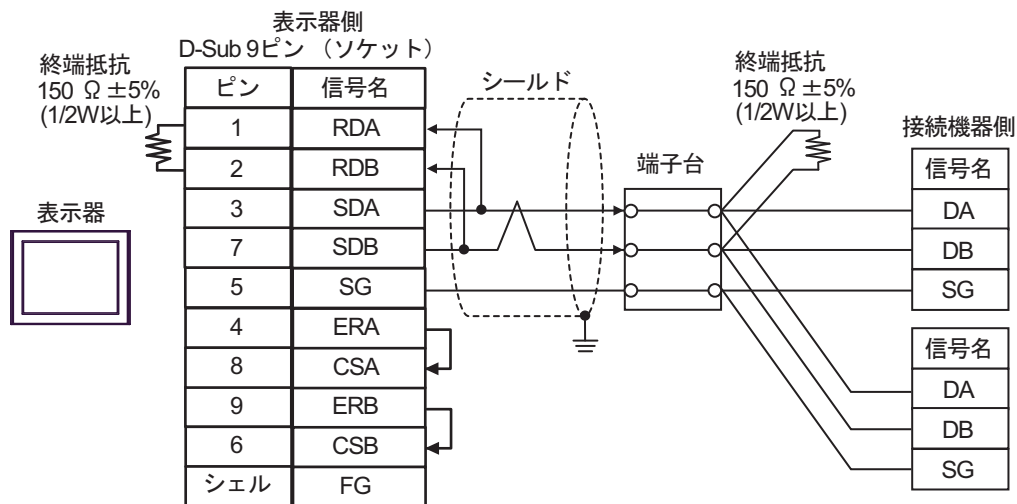 表示器側
D-Sub 9ピン （ソケット）
終端抵抗
150 Ω ±5%
(1/2W以上)
ピン 信号名
1 RDA
2 RDB
3 SDA
7 SDB
5 SG
4 ERA
8 CSA
9 ERB
6 CSB
シェル FG
表示器
シールド
端子台
終端抵抗
150 Ω ±5%
(1/2W以上)
接続機器側
信号名
DA
DB
SG
信号名
DA
DB
SG